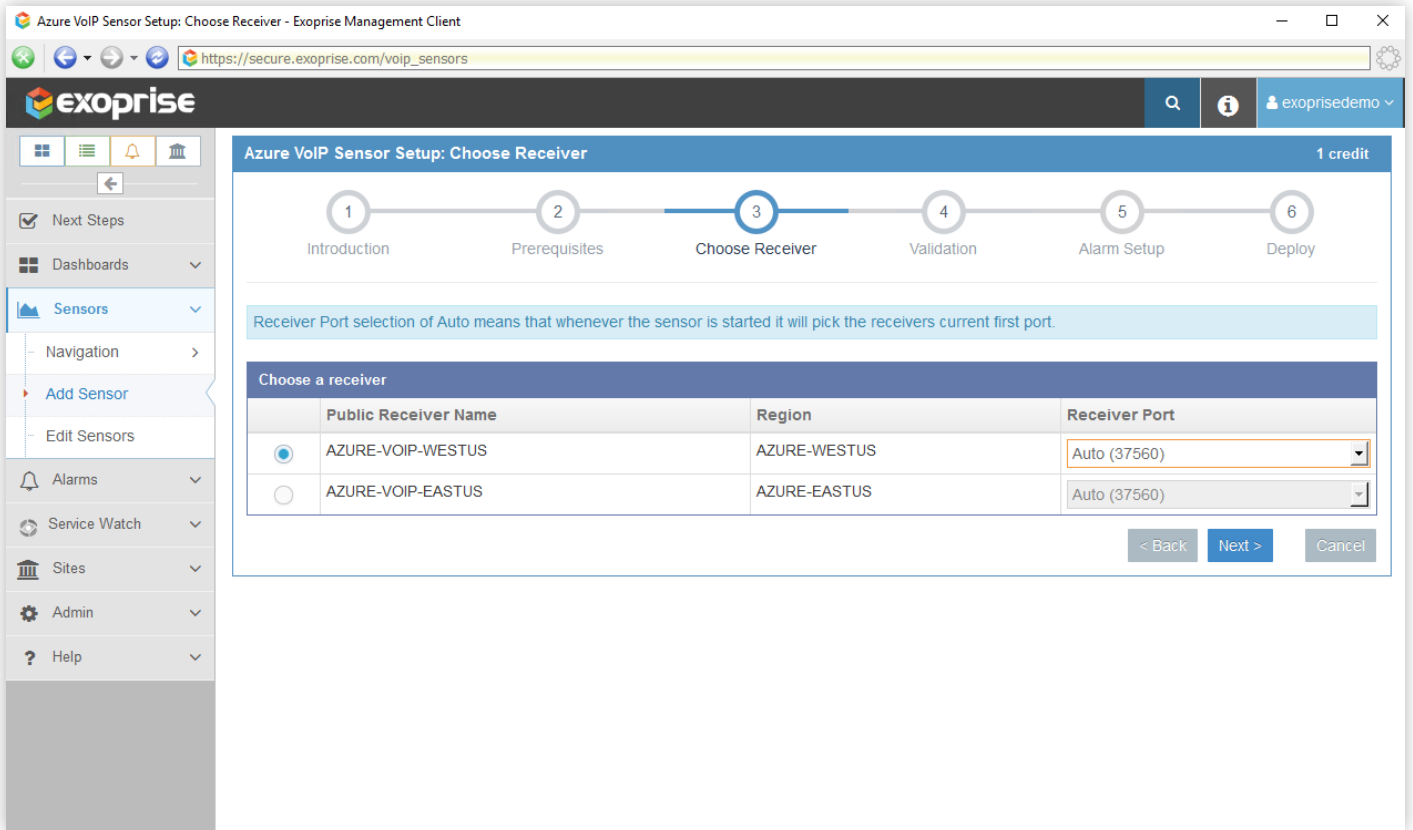 Azure VoIP Sensor Setup: Choose Receiver - Exoprise Management Client
https://secure.exoprise.com/voip_sensors
exoprise
exoprisedemo
Next Steps
Dashboards
Sensors
Navigation
Add Sensor
Edit Sensors
Alarms
Service Watch
Sites
Admin
? Help
Azure VoIP Sensor Setup: Choose Receiver 1 credit
1 2 3 4 5 6
Introduction Prerequisites Choose Receiver Validation Alarm Setup Deploy
Receiver Port selection of Auto means that whenever the sensor is started it will pick the receivers current first port.
Choose a receiver
Public Receiver Name Region Receiver Port
AZURE-VOIP-WESTUS AZURE-WESTUS Auto (37560)
AZURE-VOIP-EASTUS AZURE-EASTUS Auto (37560)
< Back Next > Cancel